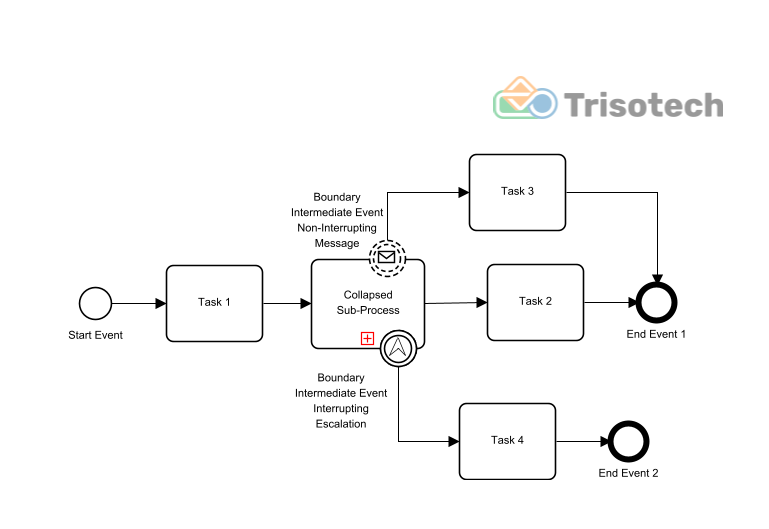 Trisotech
Task 3
Boundary
Intermediate Event
Non-Interrupting
Message
Task 1
Collapsed
Sub-Process
Task 2
Start Event
End Event 1
Boundary
Intermediate Event
Interrupting
Escalation
Task 4
End Event 2